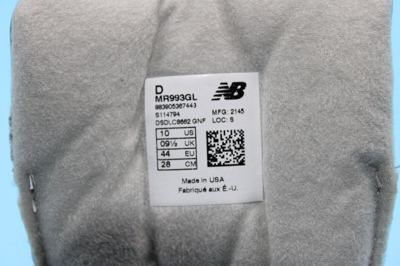 D
MR993GL
883905367443
S114794
DSDLC8662 GNF
NB
MFG: 2145
LOC: S
10 US
09½ UK
44 EU
28 CM
Made in USA
Fabriqué aux É.-U.